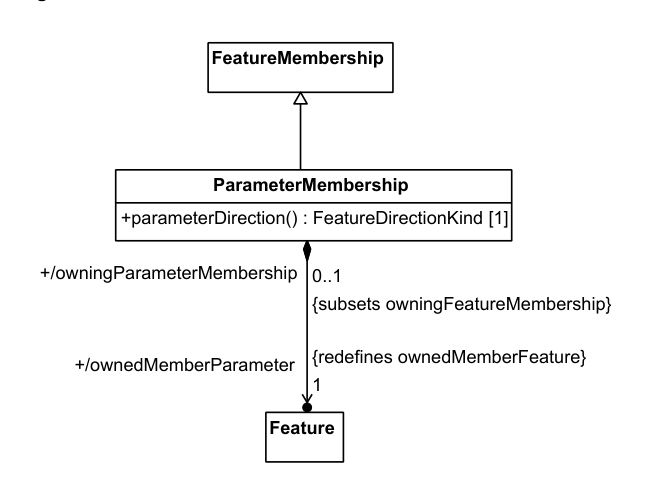 FeatureMembership
ParameterMembership
+parameterDirection() : FeatureDirectionKind [1]
+/owningParameterMembership
0..1
{subsets owningFeatureMembership}
+/ownedMemberParameter
{redefines ownedMemberFeature}
1
Feature